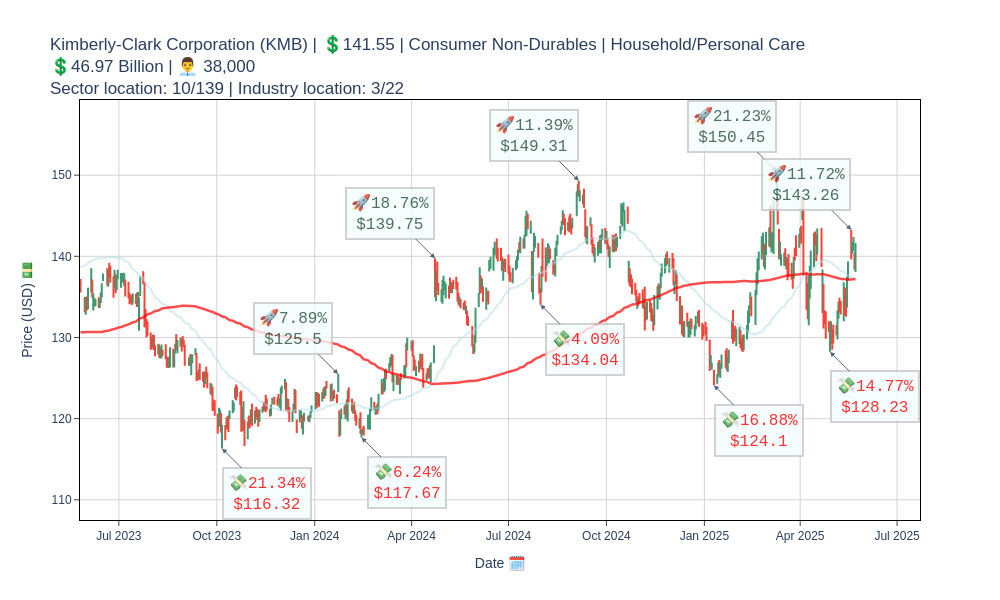 Kimberly-Clark Corporation (KMB) | 💲141.55 | Consumer Non-Durables | Household/Personal Care
💲46.97 Billion | 👨‍💼 38,000
Sector location: 10/139 | Industry location: 3/22
🚀21.23%
$150.45
🚀11.39%
$149.31
🚀11.72%
$143.26
🚀18.76%
$139.75
🚀7.89%
$125.5
💸4.09%
$134.04
💸14.77%
$128.23
💸16.88%
$124.1
💸6.24%
$117.67
💸21.34%
$116.32
150
140
130
120
110
Price (USD) 💵
Jul 2023
Oct 2023
Jan 2024
Apr 2024
Jul 2024
Oct 2024
Jan 2025
Apr 2025
Jul 2025
Date 🗓️